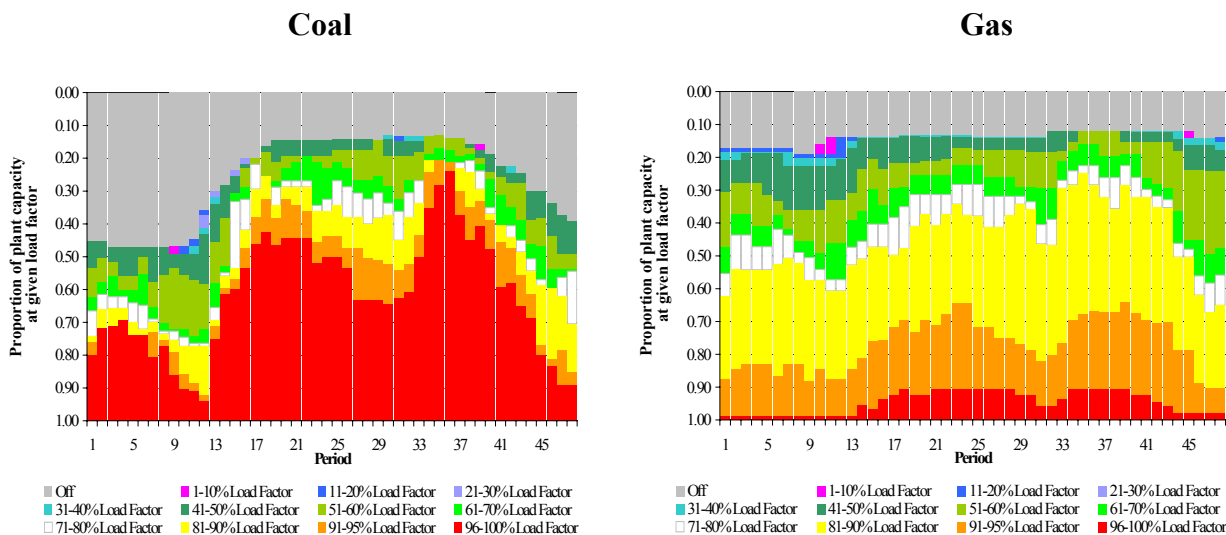 Coal
Gas
Proportion of plant capacity
at given load factor
0.00
0.10
0.20
0.30
0.40
0.50
0.60
0.70
0.80
0.90
1.00
1 5 9 13 17 21 25 29 33 37 41 45
Period
Off 1-10% Load Factor 11-20% Load Factor 21-30% Load Factor
31-40% Load Factor 41-50% Load Factor 51-60% Load Factor 61-70% Load Factor
71-80% Load Factor 81-90% Load Factor 91-95% Load Factor 96-100% Load Factor
Proportion of plant capacity
at given load factor
0.00
0.10
0.20
0.30
0.40
0.50
0.60
0.70
0.80
0.90
1.00
1 5 9 13 17 21 25 29 33 37 41 45
Period
Off 1-10% Load Factor 11-20% Load Factor 21-30% Load Factor
31-40% Load Factor 41-50% Load Factor 51-60% Load Factor 61-70% Load Factor
71-80% Load Factor 81-90% Load Factor 91-95% Load Factor 96-100% Load Factor